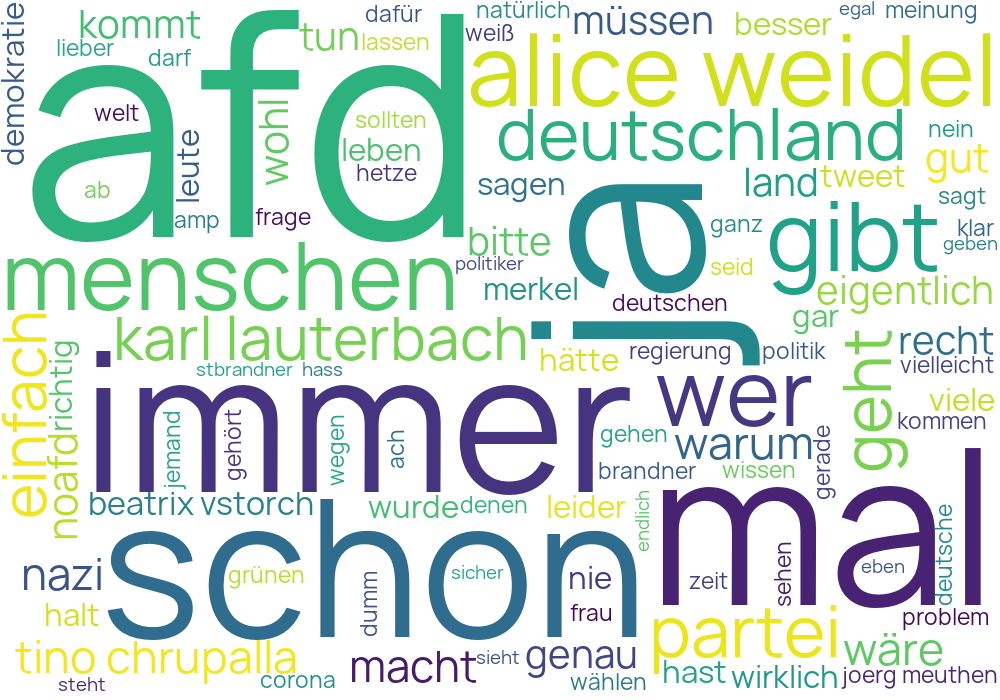 demokratie
kommt
lieber
darf
afd
welt
ab
leute
amp
wohl
frage
tun
dafür
lassen
sollten
leben
hetze
natürlich
weiß
müssen
besser
egal
meinung
alice weidel
deutschland
nein
gut
sagen
land
tweet
sagt
ja
ganz
gibt
klar
geben
bitte
politiker
seid
menschen
merkel
deutschen
eigentlich
gar
karl lauterbach
einfach
noafd
richtig
stbrandner
hass
hätte
regierung
politik
geht
recht
vielleicht
immer
jemand
gehört
wegen
ach
wer
viele
kommen
gehen
warum
gerade
brandner
wissen
beatrix vstorch
wurde
denen
leider
endlich
mal
schon
nazi
grünen
dumm
sicher
nie
zeit
sehen
eben
deutsche
halt
frau
problem
tino chrupalla
partei
wäre
macht
sieht
genau
steht
corona
wählen
hast
wirklich
joerg meuthen